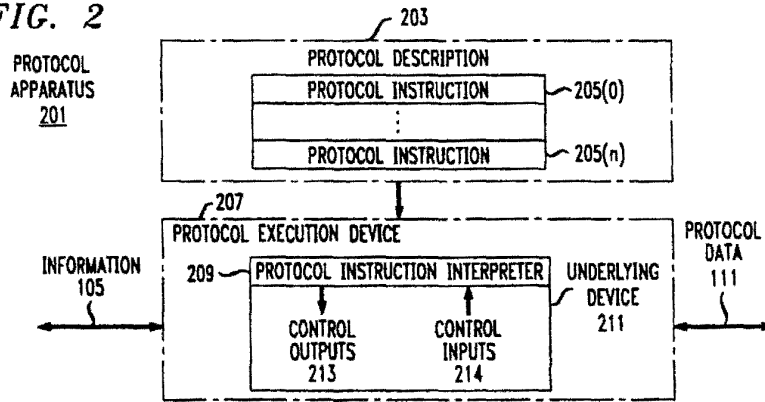 FIG. 2
203
PROTOCOL
APPARATUS
201
PROTOCOL DESCRIPTION
PROTOCOL INSTRUCTION
205(0)
PROTOCOL INSTRUCTION
205(n)
207
PROTOCOL EXECUTION DEVICE
INFORMATION
105
209
PROTOCOL INSTRUCTION INTERPRETER
CONTROL
OUTPUTS
213
CONTROL
INPUTS
214
UNDERLYING
DEVICE
211
PROTOCOL
DATA
111